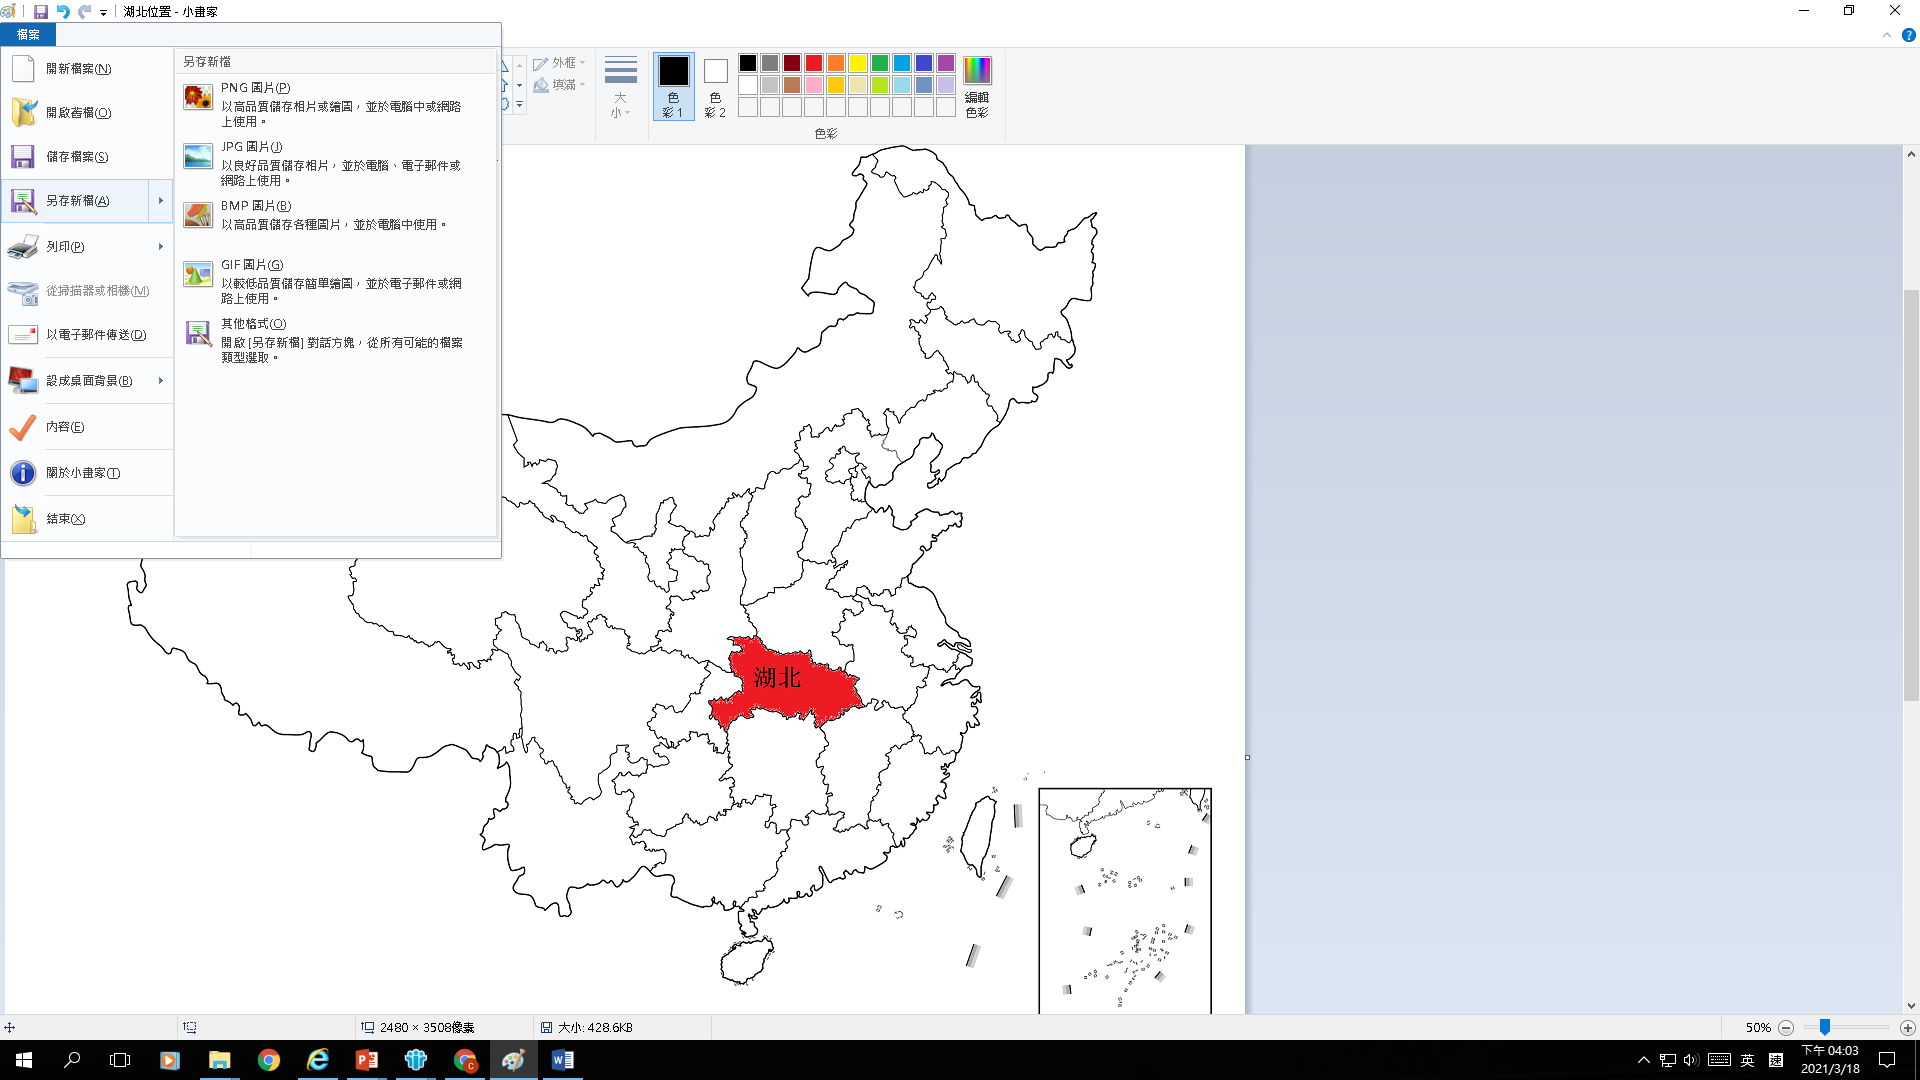 湖北位置 - 小畫家
檔案
開新檔案(N)
開啟舊檔(O)
儲存檔案(S)
另存新檔(A)
列印(P)
從掃描器或相機(M)
以電子郵件傳送(D)
設成桌面背景(B)
內容(E)
關於小畫家(T)
結束(X)
另存新檔
PNG 圖片(P)
以高品質儲存相片或繪圖，並於電腦中或網路
上使用。
JPG 圖片(J)
以良好品質儲存相片，並於電腦、電子郵件或
網路上使用。
BMP 圖片(B)
以高品質儲存各種圖片，並於電腦中使用。
GIF 圖片(G)
以較低品質儲存簡單繪圖，並於電子郵件或網
路上使用。
其他格式(O)
開啟 [另存新檔] 對話方塊，從所有可能的檔案
類型選取。
外框
填滿
大
小
色
彩 1
色
彩 2
編輯
色彩
色彩
湖北
2480 × 3508像素
大小: 428.6KB
50%
英
速
下午 04:03
2021/3/18